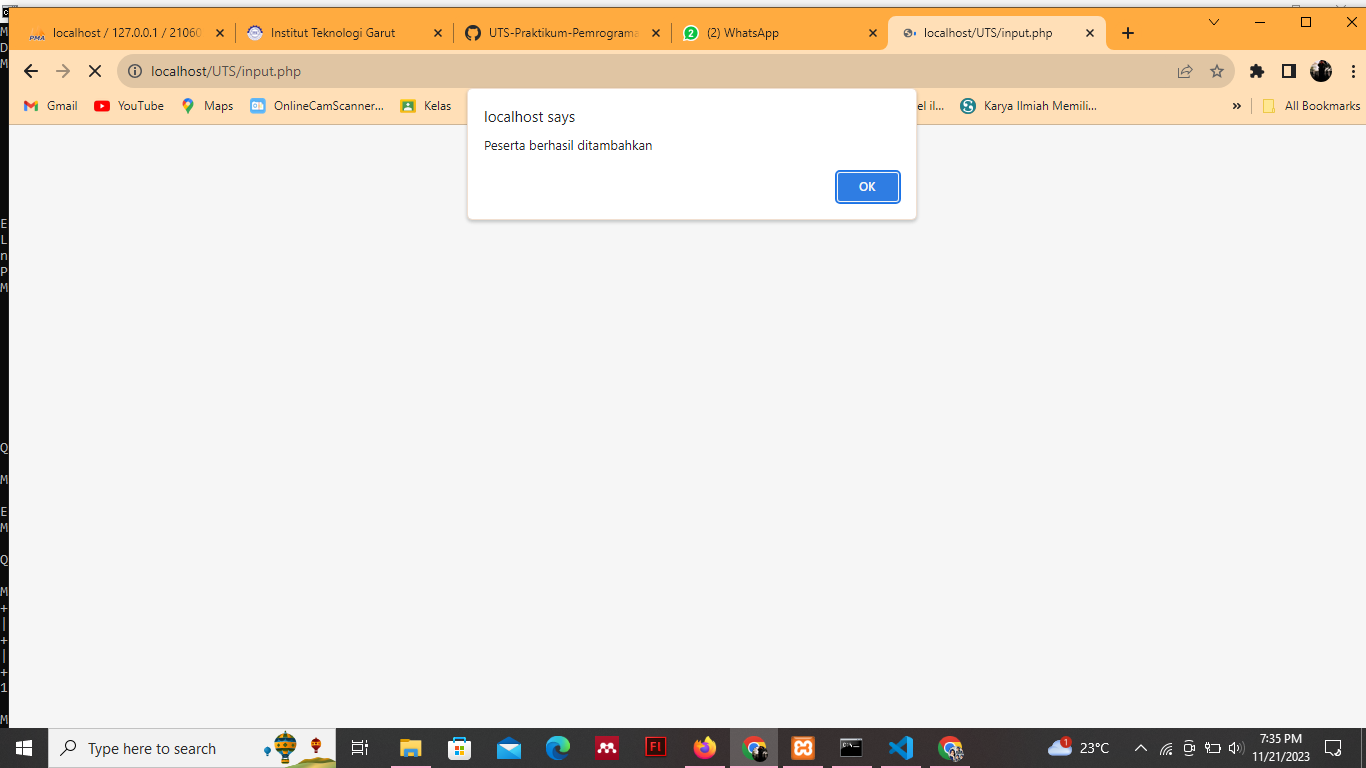 localhost / 127.0.0.1 / 21060
Institut Teknologi Garut
UTS-Praktikum-Pemrograma
(2) WhatsApp
localhost/UTS/input.php
localhost/UTS/input.php
Gmail
YouTube
Maps
OnlineCamScanner...
Kelas
el il...
Karya Ilmiah Memili...
»
All Bookmarks
localhost says
Peserta berhasil ditambahkan
OK
M
D
M
E
L
n
P
M
Q
M
E
M
Q
M
+
|
+
|
+
1
M
Type here to search
23°C
7:35 PM
11/21/2023